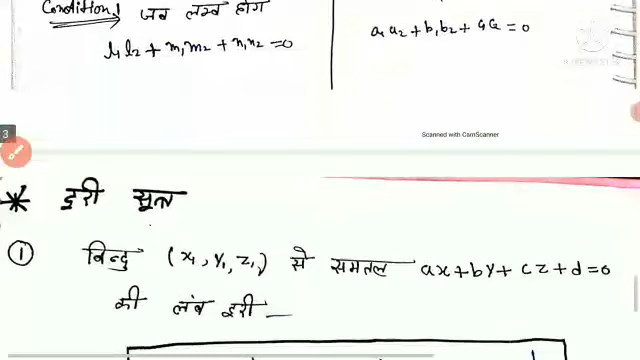 Condition! जब लम्ब होग
l₁l₂ + m₁m₂ + n₁n₂ = 0
a₁a₂ + b₁b₂ + c₁c₂ = 0
Scanned with CamScanner
3
* दुरी सूत्र
① बिन्दु (x₁, y₁, z₁) से समतल ax+by+cz+d=0
की लंब दुरी —